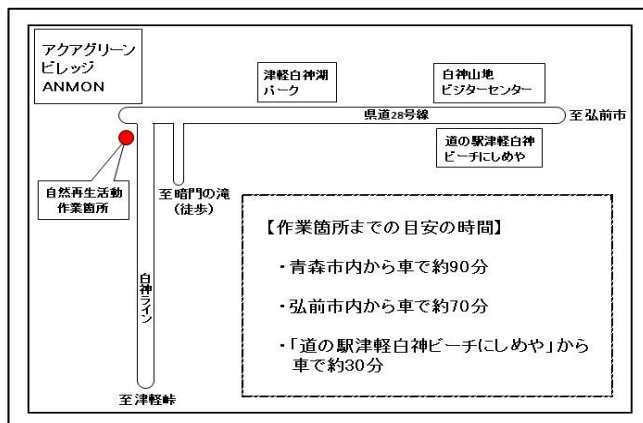 アクアグリーン
ビレッジ
ANMON
津軽白神湖
パーク
白神山地
ビジターセンター
県道28号線
至弘前市
道の駅津軽白神
ビーチにしめや
自然再生活動
作業箇所
至暗門の滝
(徒歩)
白神ライン
至津軽峠
【作業箇所までの目安の時間】
・青森市内から車で約90分
・弘前市内から車で約70分
・「道の駅津軽白神ビーチにしめや」から
車で約30分